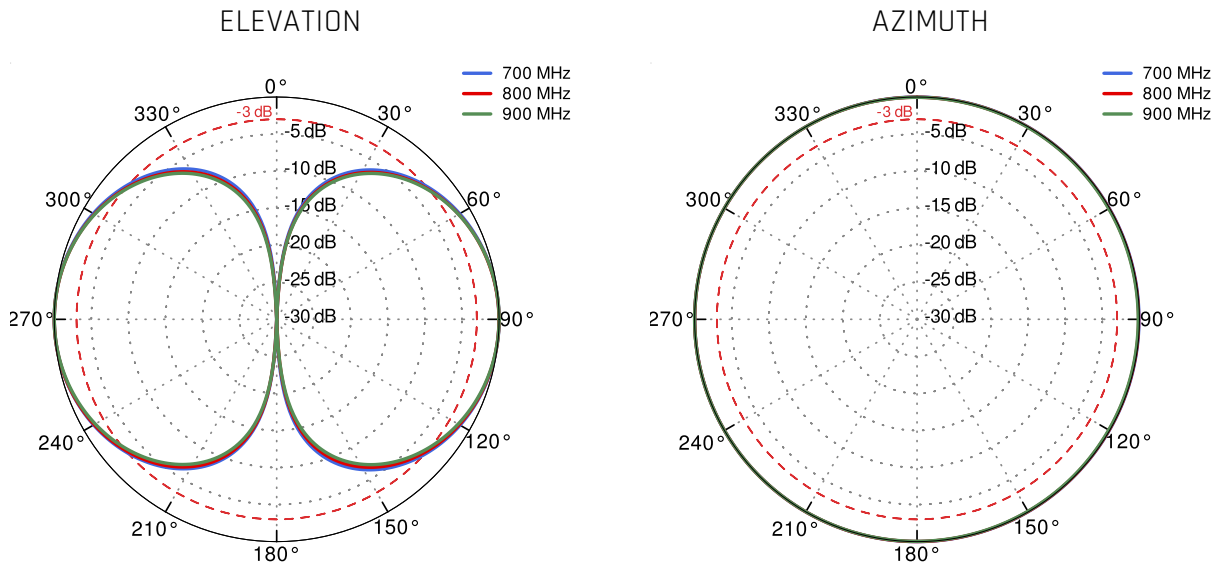 ELEVATION
0°
30°
60°
90°
120°
150°
180°
210°
240°
270°
300°
330°
-3 dB
-5 dB
-10 dB
-15 dB
-20 dB
-25 dB
-30 dB
700 MHz
800 MHz
900 MHz
AZIMUTH
0°
30°
60°
90°
120°
150°
180°
210°
240°
270°
300°
330°
-3 dB
-5 dB
-10 dB
-15 dB
-20 dB
-25 dB
-30 dB
700 MHz
800 MHz
900 MHz